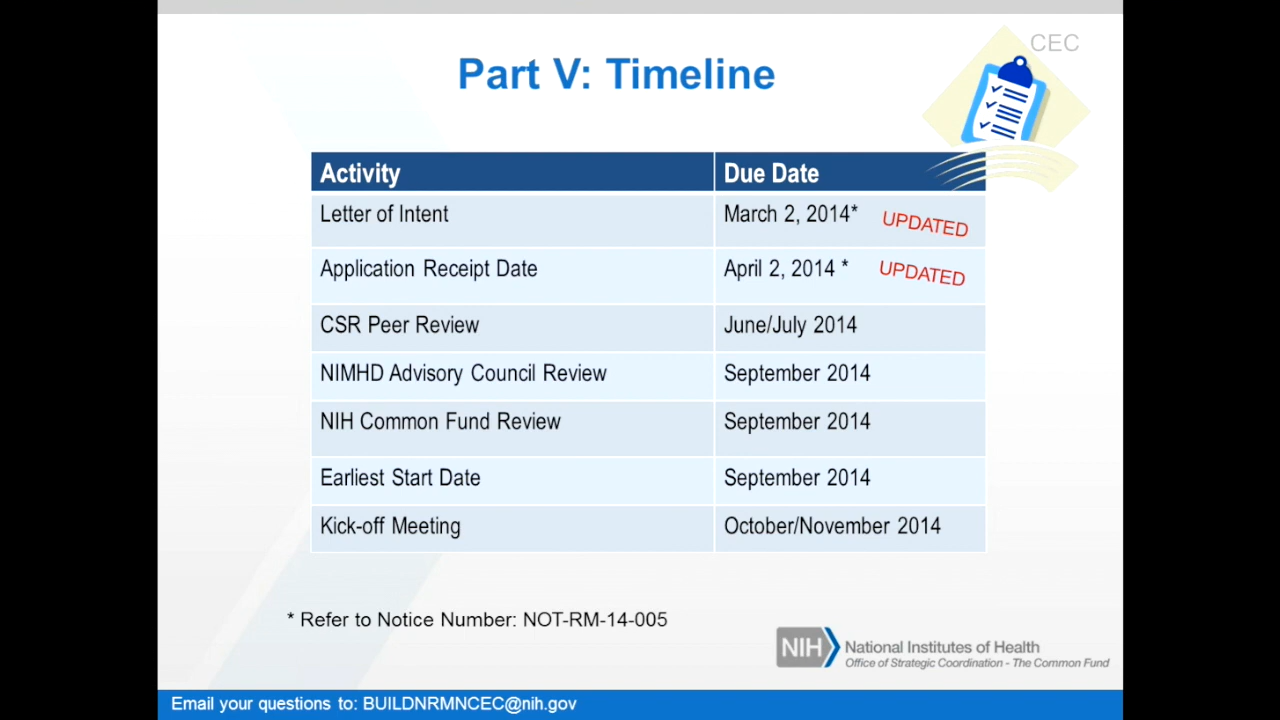 CEC
Part V: Timeline
Activity Due Date
Letter of Intent March 2, 2014* UPDATED
Application Receipt Date April 2, 2014 * UPDATED
CSR Peer Review June/July 2014
NIMHD Advisory Council Review September 2014
NIH Common Fund Review September 2014
Earliest Start Date September 2014
Kick-off Meeting October/November 2014
* Refer to Notice Number: NOT-RM-14-005
NIH National Institutes of Health
Office of Strategic Coordination - The Common Fund
Email your questions to: BUILDNRMNCEC@nih.gov